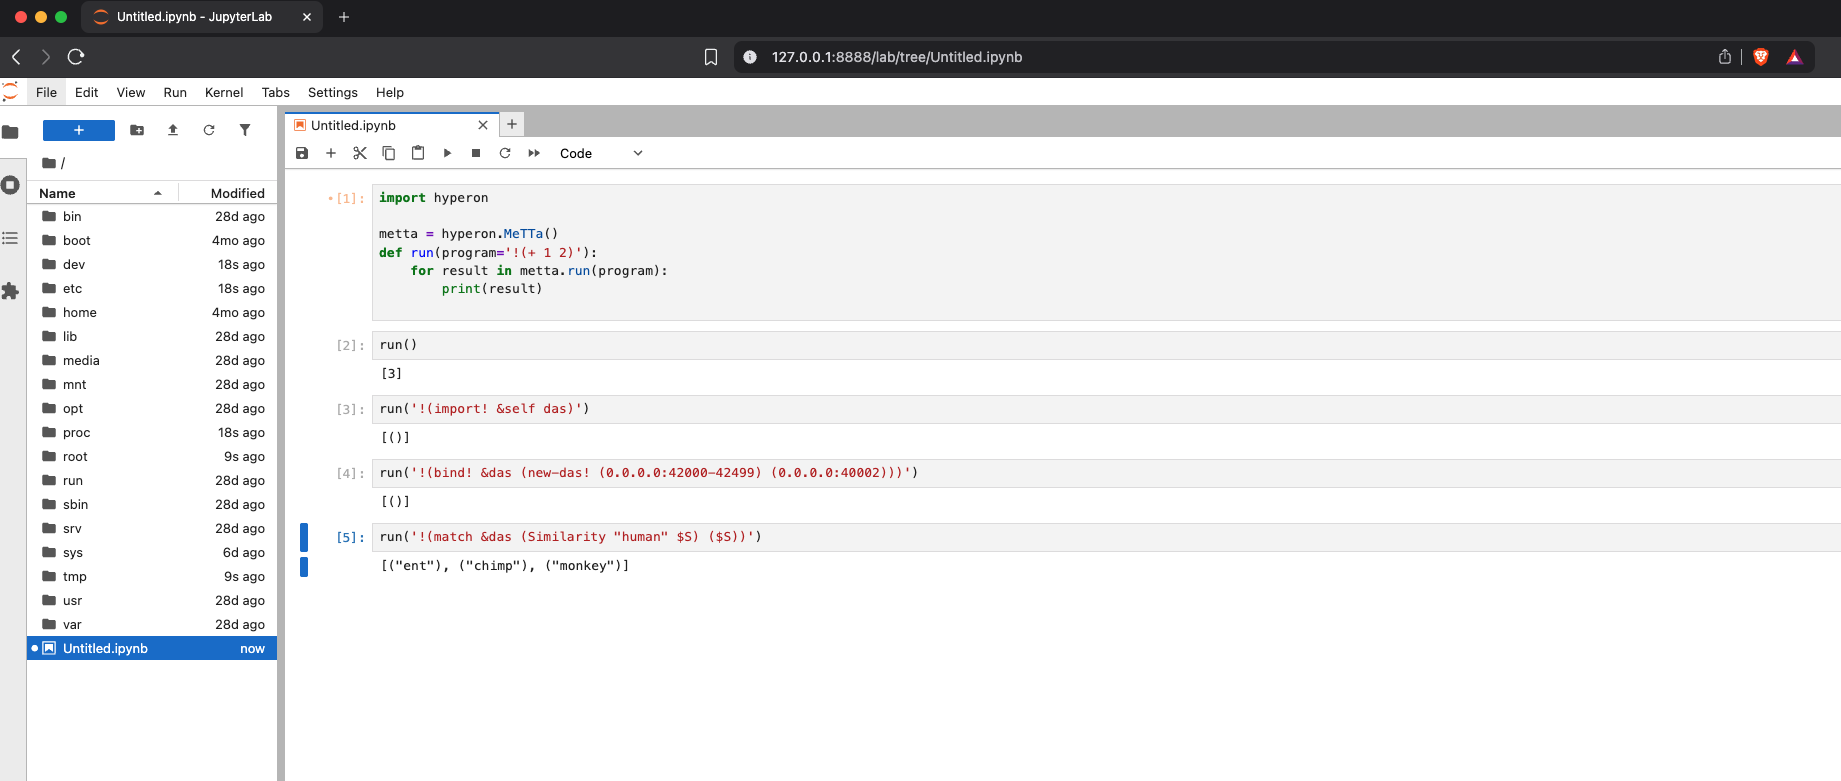 Untitled.ipynb - JupyterLab
127.0.0.1:8888/lab/tree/Untitled.ipynb
File Edit View Run Kernel Tabs Settings Help
/
Name Modified
bin 28d ago
boot 4mo ago
dev 18s ago
etc 18s ago
home 4mo ago
lib 28d ago
media 28d ago
mnt 28d ago
opt 28d ago
proc 18s ago
root 9s ago
run 28d ago
sbin 28d ago
srv 28d ago
sys 6d ago
tmp 9s ago
usr 28d ago
var 28d ago
Untitled.ipynb now
Untitled.ipynb
Code
[1]: import hyperon
metta = hyperon.MeTTa()
def run(program='!(+ 1 2)'):
    for result in metta.run(program):
        print(result)
[2]: run()
[3]
[3]: run('!(import! &self das)')
[()]
[4]: run('!(bind! &das (new-das! (0.0.0.0:42000-42499) (0.0.0.0:40002)))')
[()]
[5]: run('!(match &das (Similarity "human" $S) ($S))')
[("ent"), ("chimp"), ("monkey")]